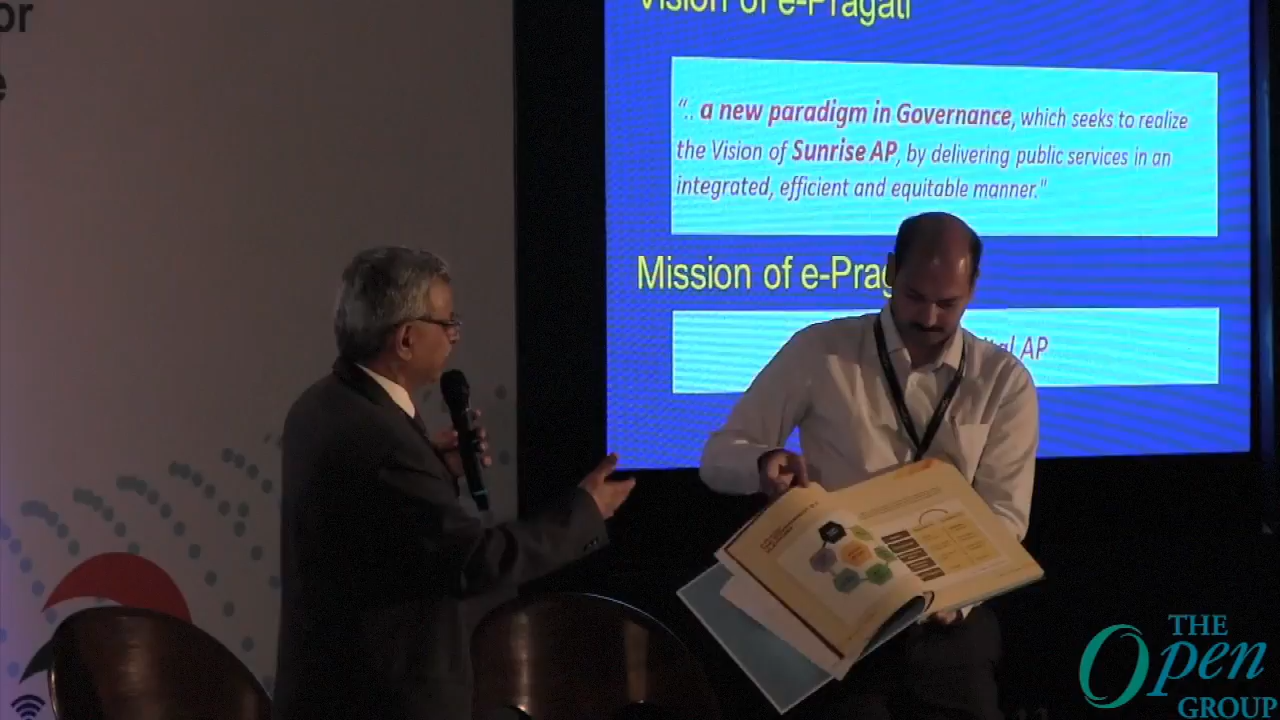 or
e
Vision of e-Pragati
“.. a new paradigm in Governance, which seeks to realize
the Vision of Sunrise AP, by delivering public services in an
integrated, efficient and equitable manner."
Mission of e-Prag
AP
THE
Open
GROUP